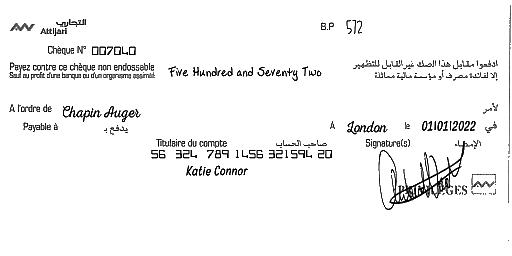 التجاري
Attijari
B.P 572
Chèque N° 007040
Payez contre ce chèque non endossable
Sauf au profit d'une banque ou d'un organisme assimilé
Five Hundred and Seventy Two
ادفعوا مقابل هذا الصك غير القابل للتظهير
إلا لفائدة مصرف أو مؤسسة مالية مماثلة
A l'ordre de Chapin Auger لأمر
Payable à يدفع بـ
A London le 01/01/2022 في
Titulaire du compte صاحب الحساب Signature(s) الإمضاء
56 324 789 1456 321594 20
Katie Connor
PRIVILEGES